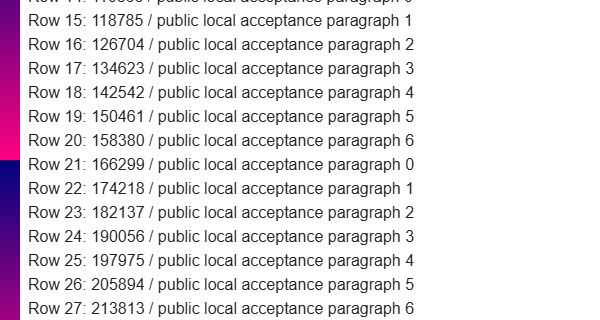 Row 15: 118785 / public local acceptance paragraph 1
Row 16: 126704 / public local acceptance paragraph 2
Row 17: 134623 / public local acceptance paragraph 3
Row 18: 142542 / public local acceptance paragraph 4
Row 19: 150461 / public local acceptance paragraph 5
Row 20: 158380 / public local acceptance paragraph 6
Row 21: 166299 / public local acceptance paragraph 0
Row 22: 174218 / public local acceptance paragraph 1
Row 23: 182137 / public local acceptance paragraph 2
Row 24: 190056 / public local acceptance paragraph 3
Row 25: 197975 / public local acceptance paragraph 4
Row 26: 205894 / public local acceptance paragraph 5
Row 27: 213813 / public local acceptance paragraph 6